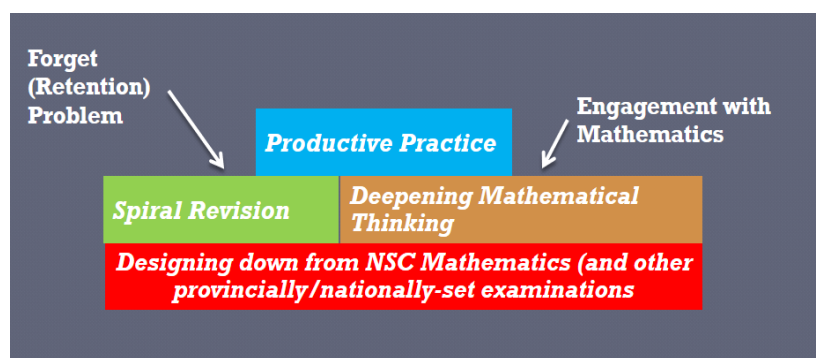 Forget
(Retention)
Problem
Engagement with
Mathematics
Productive Practice
Spiral Revision
Deepening Mathematical
Thinking
Designing down from NSC Mathematics (and other
provincially/nationally-set examinations